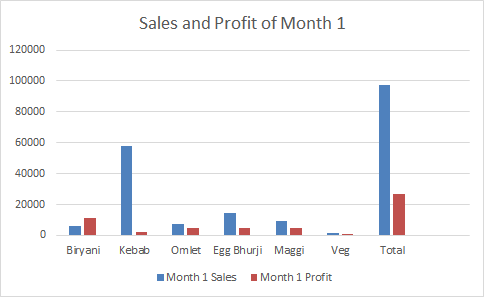 Sales and Profit of Month 1
120000
100000
80000
60000
40000
20000
0
Biryani Kebab Omlet Egg Bhurji Maggi Veg Total
Month 1 Sales Month 1 Profit